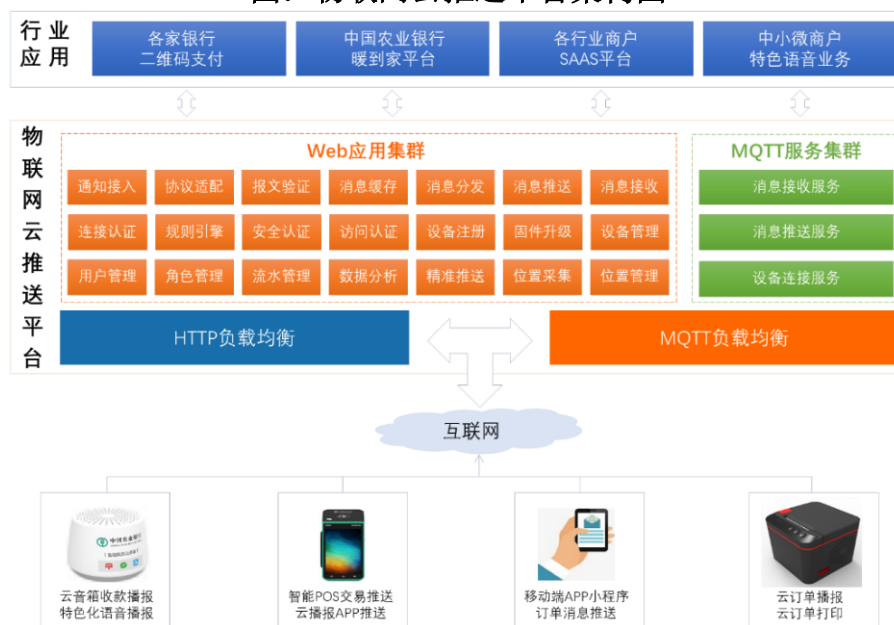 行业
应用
各家银行
二维码支付
中国农业银行
暖到家平台
各行业商户
SAAS平台
中小微商户
特色语音业务
物联网云推送平台
Web应用集群
通知接入 协议适配 报文验证 消息缓存 消息分发 消息推送 消息接收
连接认证 规则引擎 安全认证 访问认证 设备注册 固件升级 设备管理
用户管理 角色管理 流水管理 数据分析 精准推送 位置采集 位置管理
MQTT服务集群
消息接收服务
消息推送服务
设备连接服务
HTTP负载均衡
MQTT负载均衡
互联网
中国农业银行
云音箱收款播报
特色化语音播报
智能POS交易推送
云播报APP推送
移动端APP小程序
订单消息推送
云订单播报
云订单打印